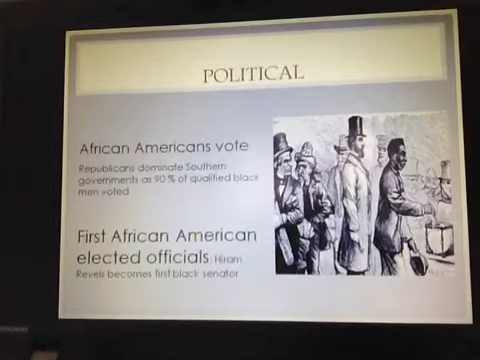 POLITICAL
African Americans vote
Republicans dominate Southern
governments as 90 % of qualified black
men voted
First African American
elected officials: Hiram
Revels becomes first black senator